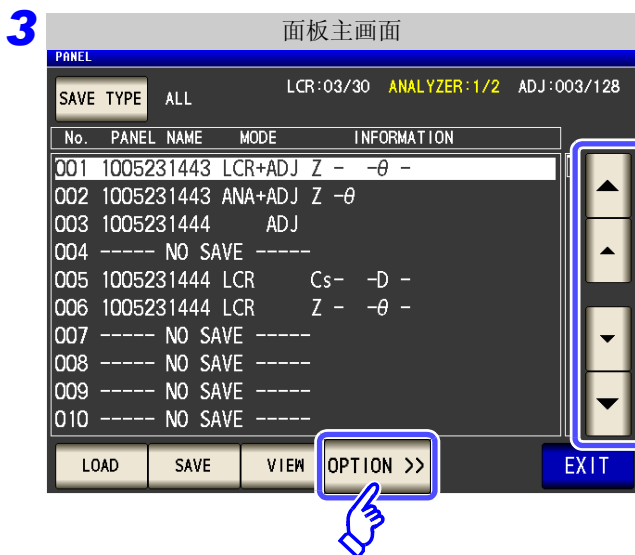 3
面板主画面
PANEL
SAVE TYPE ALL LCR:03/30 ANALYZER:1/2 ADJ:003/128
No. PANEL NAME MODE INFORMATION
001 1005231443 LCR+ADJ Z - -θ -
002 1005231443 ANA+ADJ Z -θ
003 1005231444 ADJ
004 ----- NO SAVE -----
005 1005231444 LCR Cs- -D -
006 1005231444 LCR Z - -θ -
007 ----- NO SAVE -----
008 ----- NO SAVE -----
009 ----- NO SAVE -----
010 ----- NO SAVE -----
LOAD SAVE VIEW OPTION >> EXIT